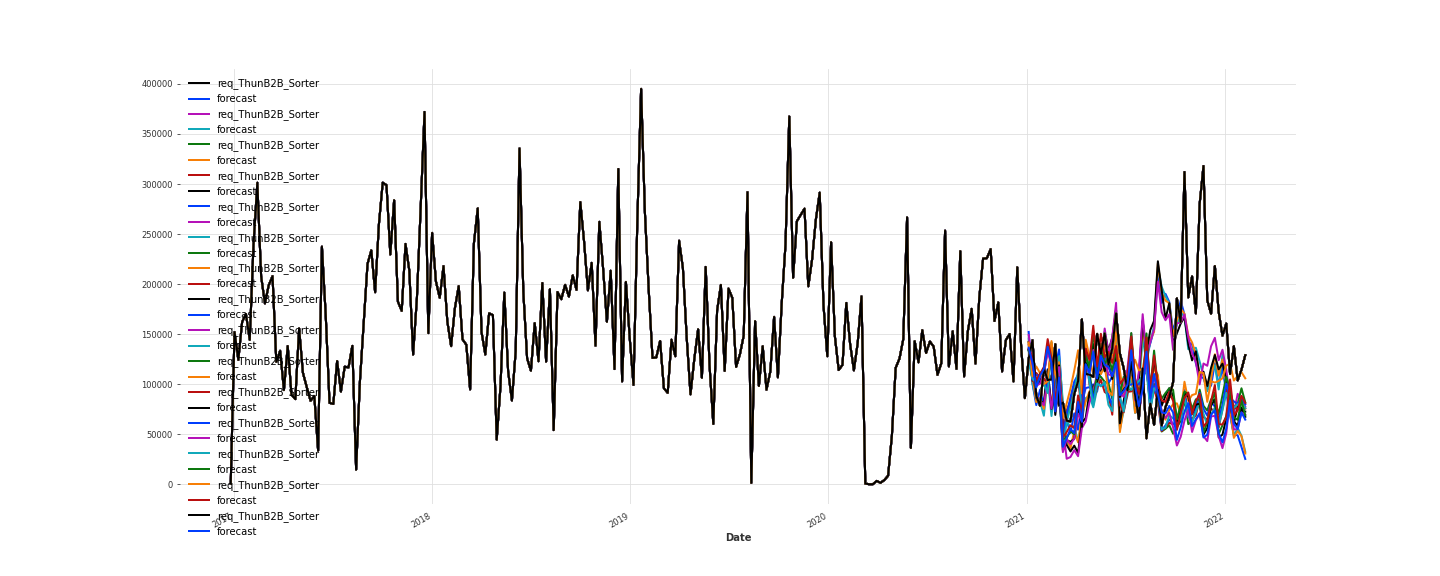 400000
350000
300000
250000
200000
150000
100000
50000
0
req_ThunB2B_Sorter
forecast
req_ThunB2B_Sorter
forecast
req_ThunB2B_Sorter
forecast
req_ThunB2B_Sorter
forecast
req_ThunB2B_Sorter
forecast
req_ThunB2B_Sorter
forecast
req_ThunB2B_Sorter
forecast
req_ThunB2B_Sorter
forecast
req_ThunB2B_Sorter
forecast
req_ThunB2B_Sorter
forecast
req_ThunB2B_Sorter
forecast
req_ThunB2B_Sorter
forecast
req_ThunB2B_Sorter
forecast
req_ThunB2B_Sorter
forecast
req_ThunB2B_Sorter
forecast
2018
2019
2020
2021
2022
Date